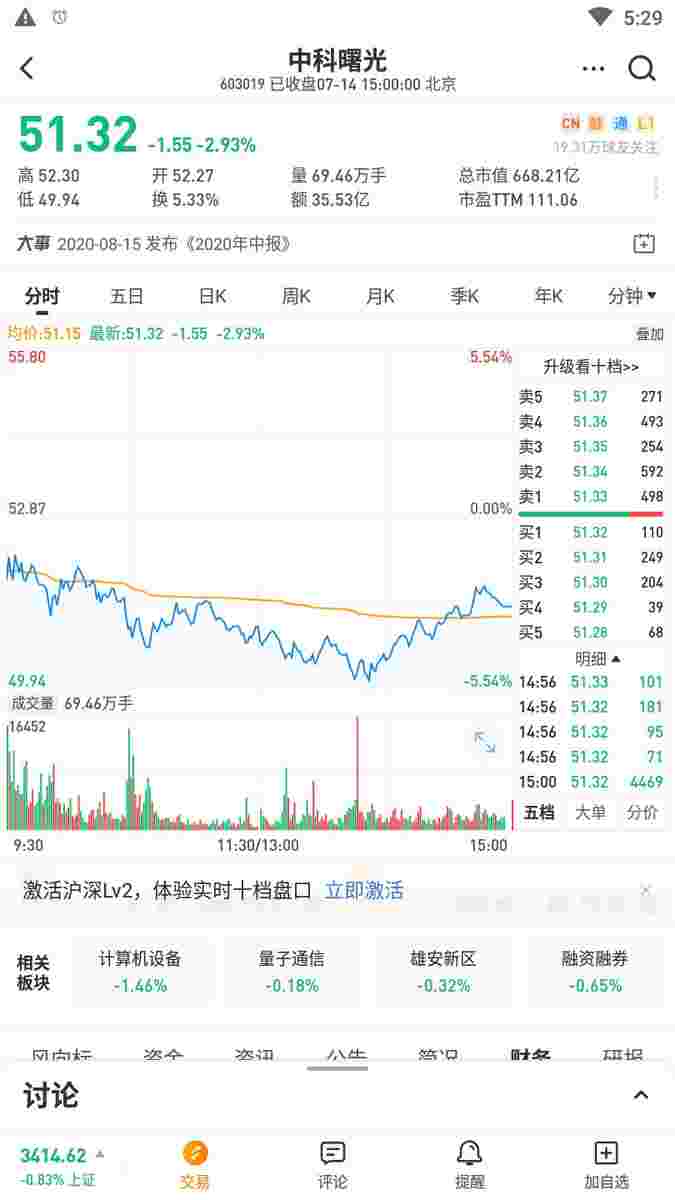 5:29
中科曙光
603019 已收盘07-14 15:00:00 北京
51.32 -1.55 -2.93%
CN 融 通 L1
19.31万球友关注
高 52.30 开 52.27 量 69.46万手 总市值 668.21亿
低 49.94 换 5.33% 额 35.53亿 市盈TTM 111.06
大事 2020-08-15 发布《2020年中报》
分时 五日 日K 周K 月K 季K 年K 分钟
均价:51.15 最新:51.32 -1.55 -2.93% 叠加
55.80 5.54%
52.87 0.00%
49.94 -5.54%
成交量 69.46万手
16452
9:30 11:30/13:00 15:00
升级看十档>>
卖5 51.37 271
卖4 51.36 493
卖3 51.35 254
卖2 51.34 592
卖1 51.33 498
买1 51.32 110
买2 51.31 249
买3 51.30 204
买4 51.29 39
买5 51.28 68
明细
14:56 51.33 101
14:56 51.32 181
14:56 51.32 95
14:56 51.32 71
15:00 51.32 4469
五档 大单 分价
激活沪深Lv2，体验实时十档盘口 立即激活
相关板块
计算机设备 量子通信 雄安新区 融资融券
-1.46% -0.18% -0.32% -0.65%
风向标 资金 资讯 公告 简况 财务 研报
讨论
3414.62
-0.83% 上证
交易 评论 提醒 加自选